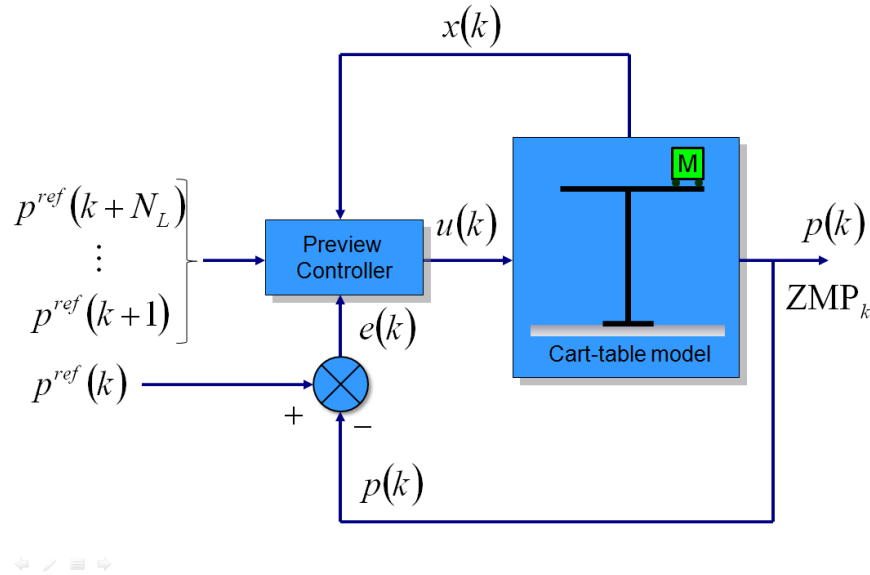 x(k)
M
p^{ref}(k + N_L)
⋮
p^{ref}(k+1)
Preview
Controller
u(k)
p(k)
ZMP_k
e(k)
Cart-table model
p^{ref}(k)
+
−
p(k)